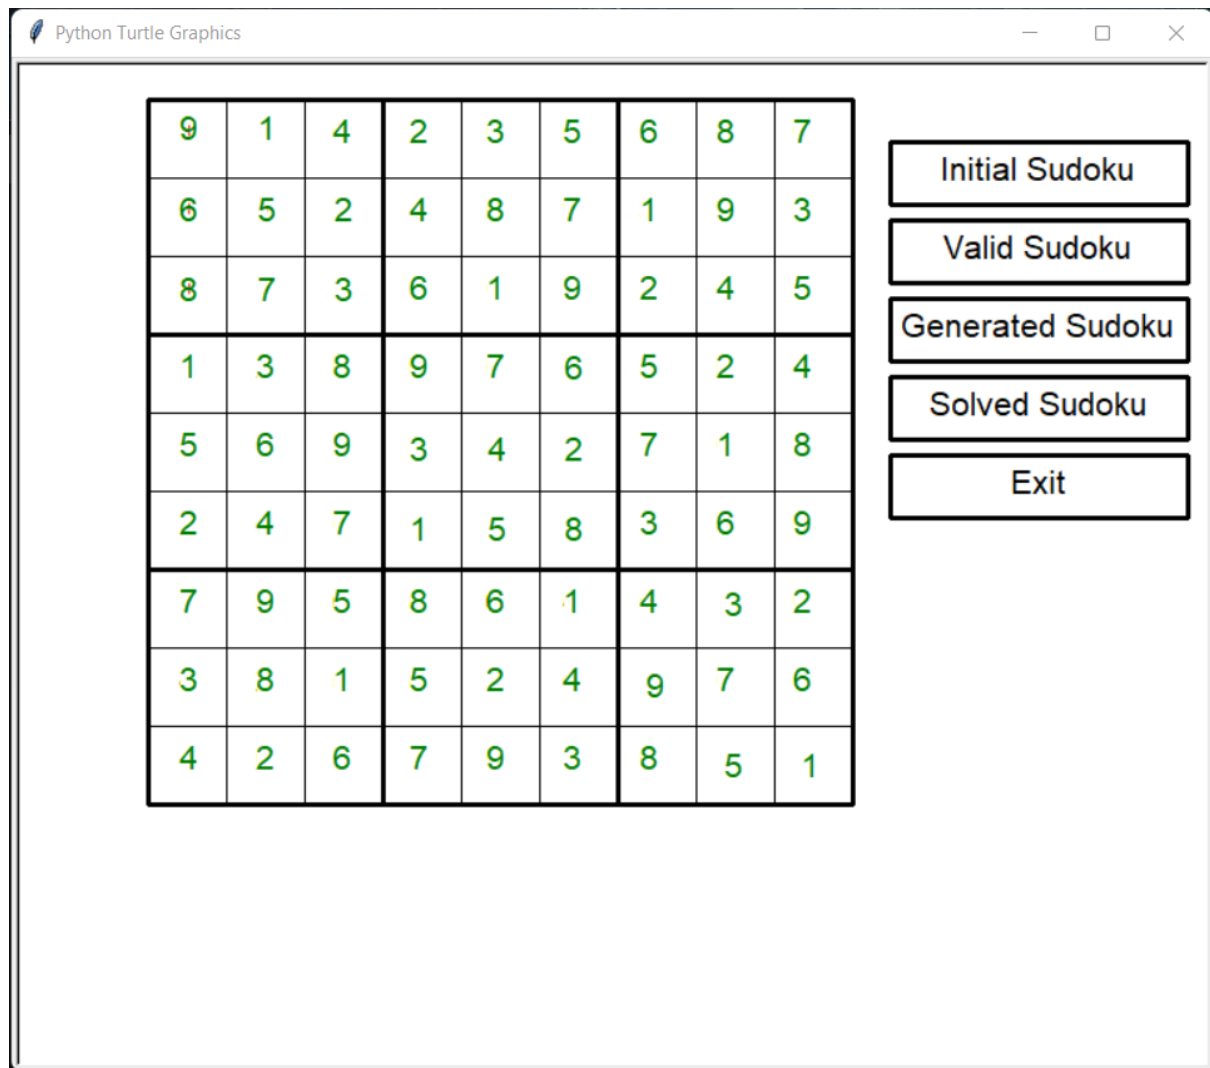 Python Turtle Graphics
9 1 4 2 3 5 6 8 7
6 5 2 4 8 7 1 9 3
8 7 3 6 1 9 2 4 5
1 3 8 9 7 6 5 2 4
5 6 9 3 4 2 7 1 8
2 4 7 1 5 8 3 6 9
7 9 5 8 6 1 4 3 2
3 8 1 5 2 4 9 7 6
4 2 6 7 9 3 8 5 1
Initial Sudoku
Valid Sudoku
Generated Sudoku
Solved Sudoku
Exit